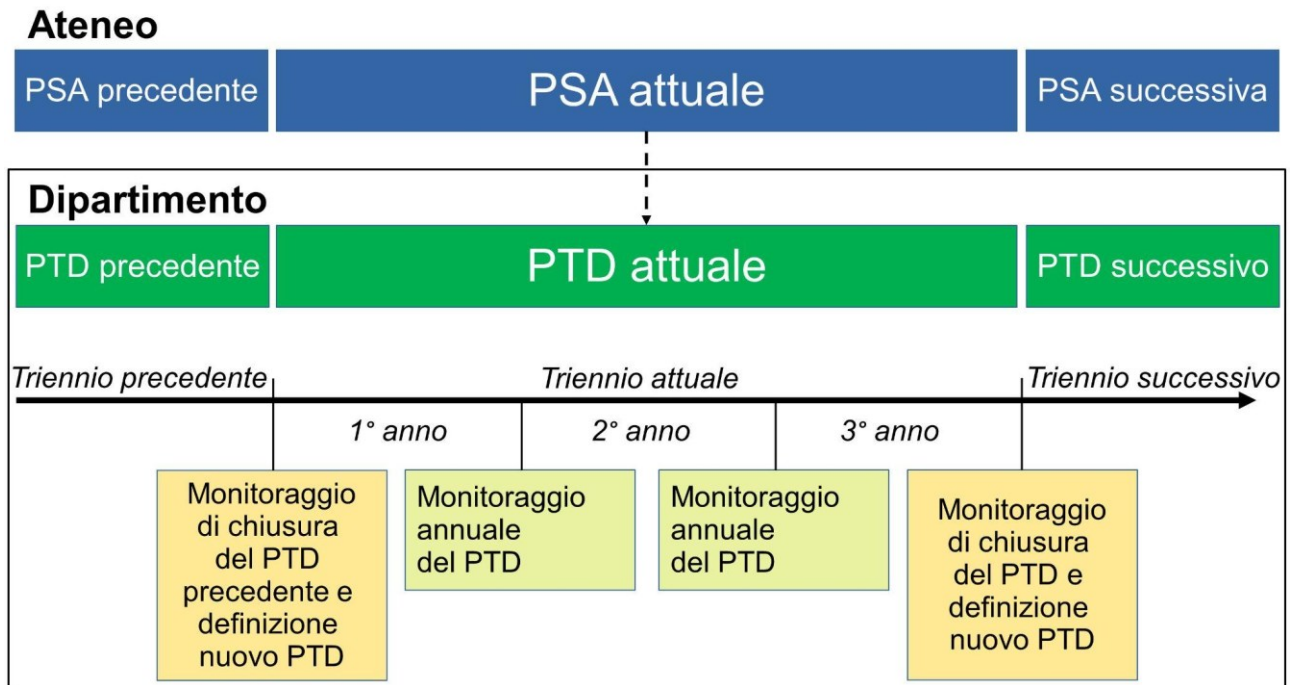 Ateneo
PSA precedente
PSA attuale
PSA successiva
Dipartimento
PTD precedente
PTD attuale
PTD successivo
Triennio precedente
Triennio attuale
Triennio successivo
1° anno
2° anno
3° anno
Monitoraggio
di chiusura
del PTD
precedente e
definizione
nuovo PTD
Monitoraggio
annuale
del PTD
Monitoraggio
annuale
del PTD
Monitoraggio
di chiusura
del PTD e
definizione
nuovo PTD